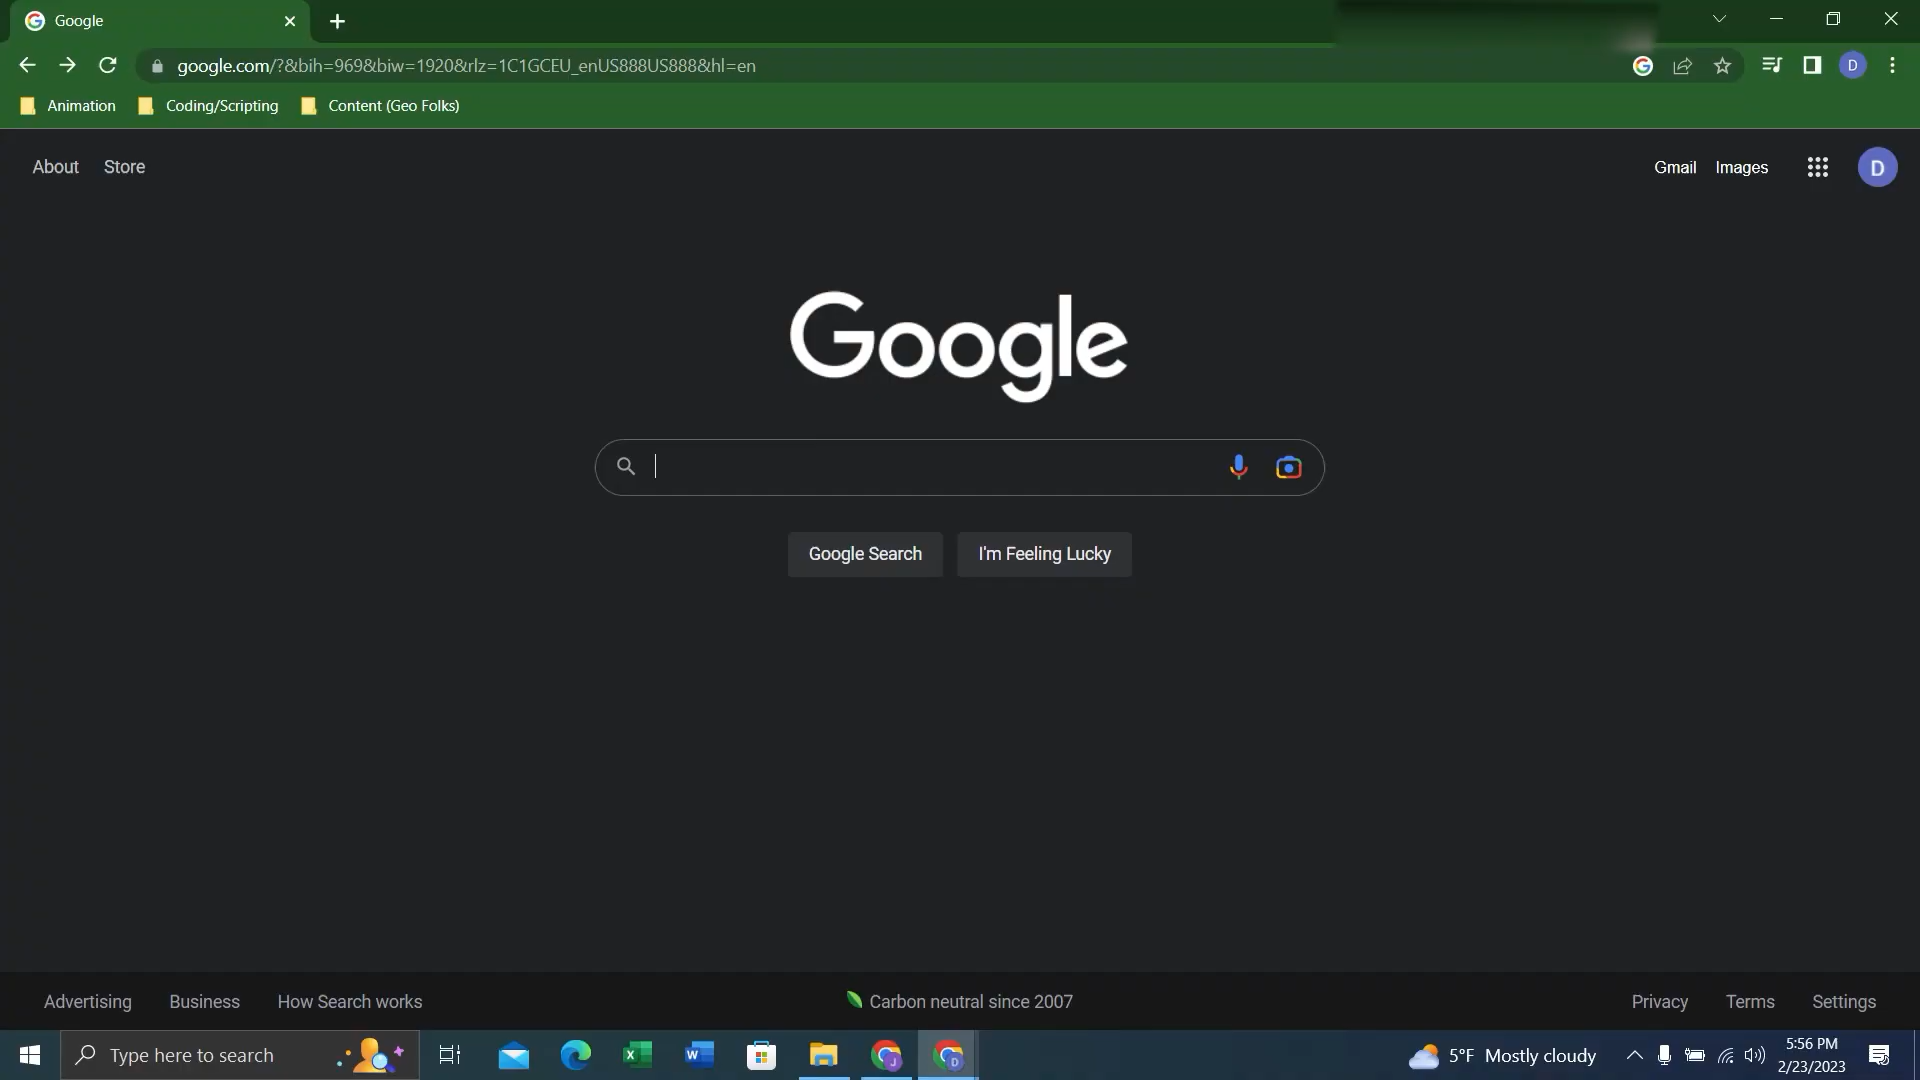 Google
google.com/?&bih=969&biw=1920&rlz=1C1GCEU_enUS888US888&hl=en
D
Animation
Coding/Scripting
Content (Geo Folks)
About
Store
Gmail
Images
D
Google
Google Search
I'm Feeling Lucky
Advertising
Business
How Search works
Carbon neutral since 2007
Privacy
Terms
Settings
Type here to search
5°F Mostly cloudy
5:56 PM
2/23/2023